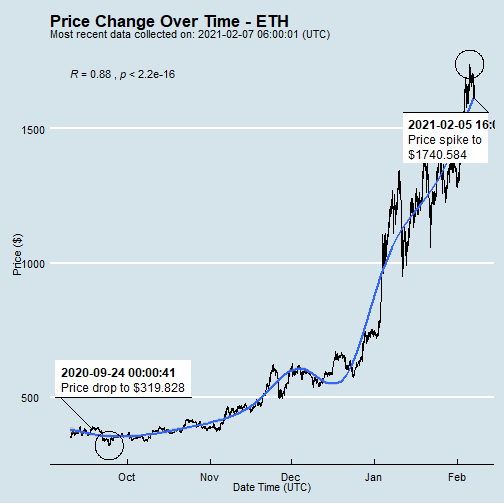 Price Change Over Time - ETH
Most recent data collected on: 2021-02-07 06:00:01 (UTC)
R = 0.88 , p < 2.2e-16
1500
2021-02-05 16:0
Price spike to
$1740.584
1000
Price ($)
2020-09-24 00:00:41
Price drop to $319.828
500
Oct Nov Dec Jan Feb
Date Time (UTC)